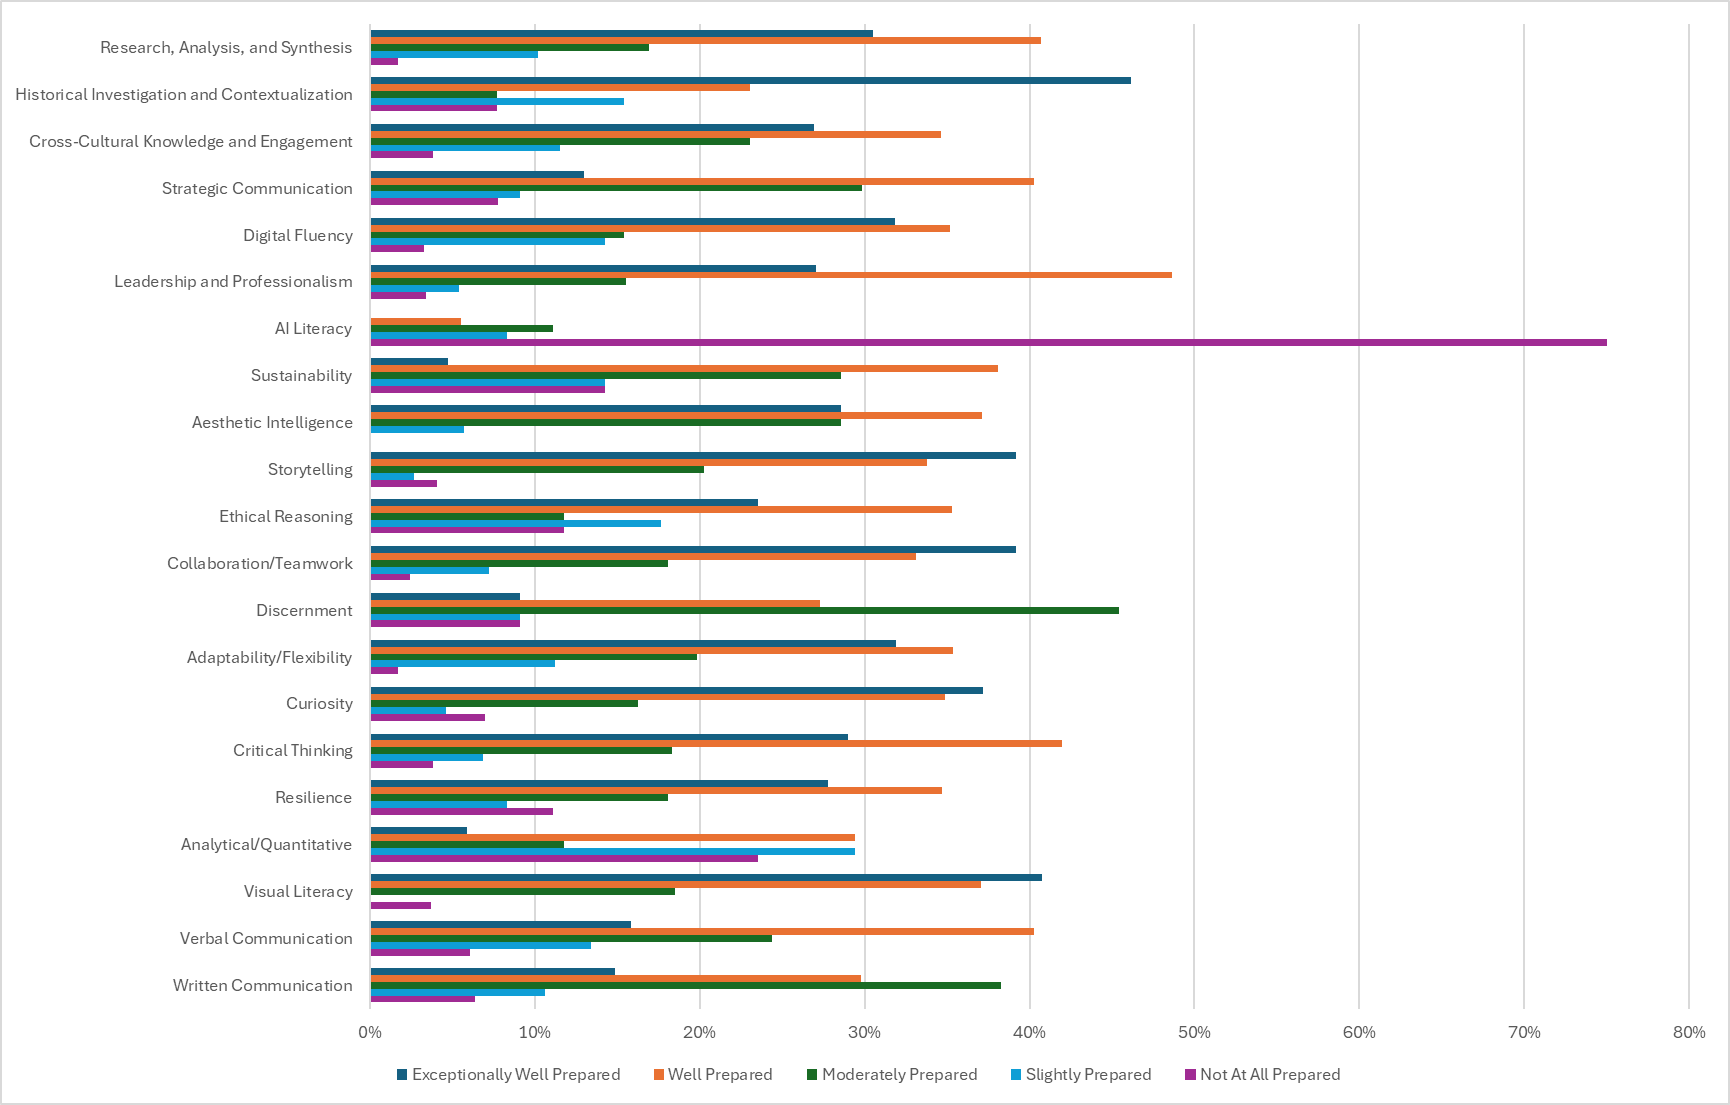 Research, Analysis, and Synthesis
Historical Investigation and Contextualization
Cross-Cultural Knowledge and Engagement
Strategic Communication
Digital Fluency
Leadership and Professionalism
AI Literacy
Sustainability
Aesthetic Intelligence
Storytelling
Ethical Reasoning
Collaboration/Teamwork
Discernment
Adaptability/Flexibility
Curiosity
Critical Thinking
Resilience
Analytical/Quantitative
Visual Literacy
Verbal Communication
Written Communication
0% 10% 20% 30% 40% 50% 60% 70% 80%
Exceptionally Well Prepared Well Prepared Moderately Prepared Slightly Prepared Not At All Prepared